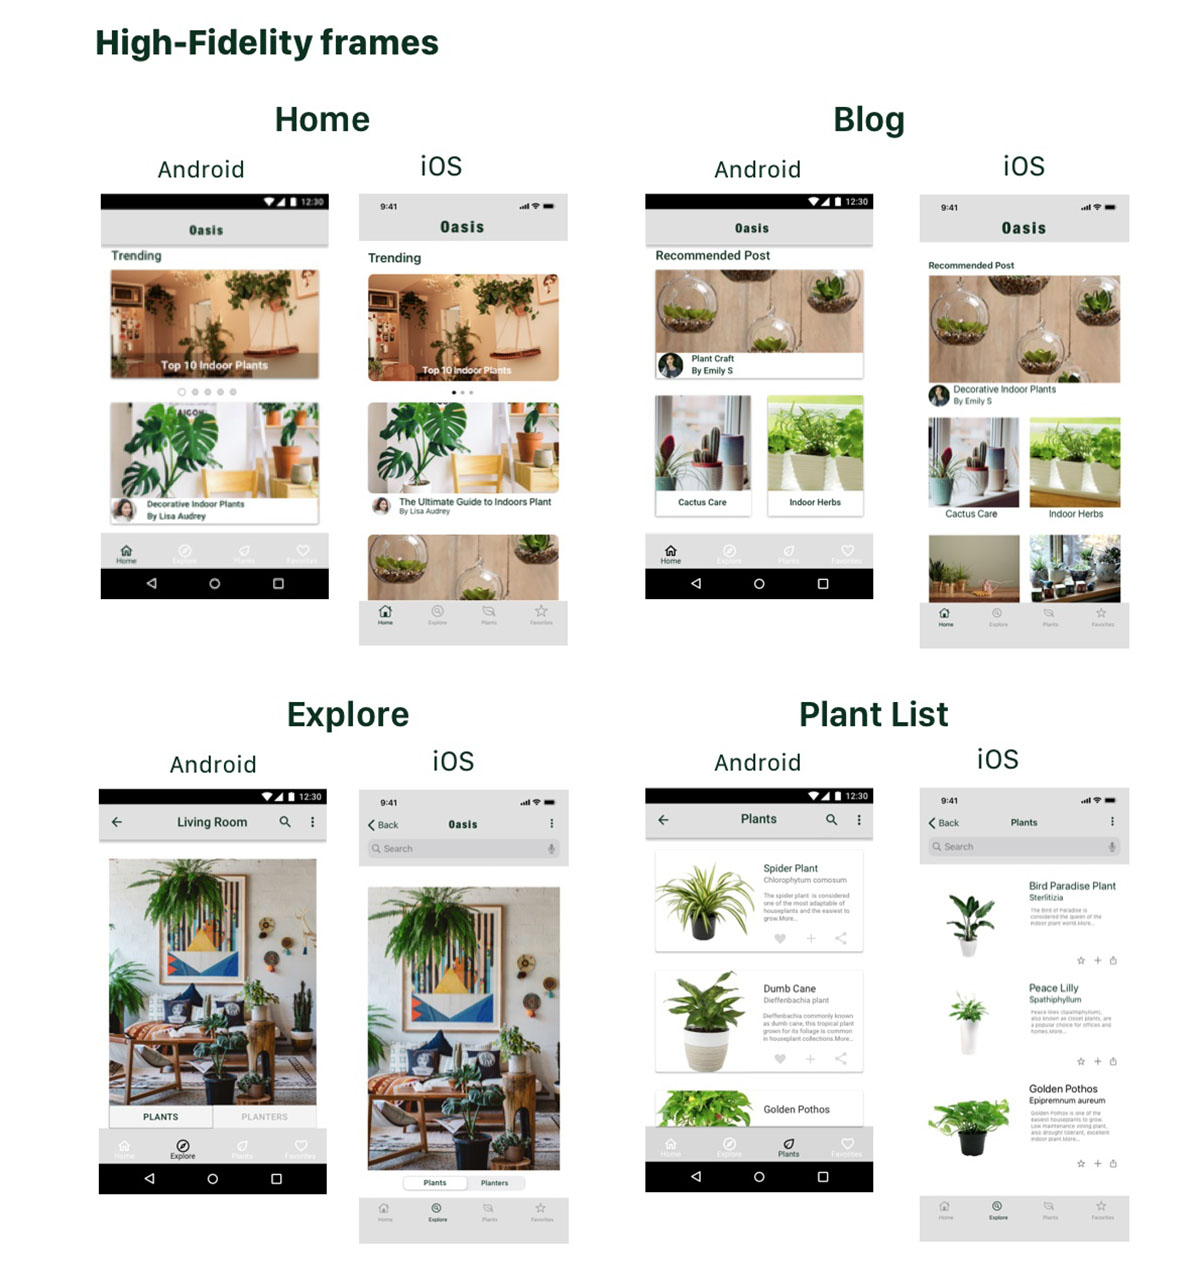 High-Fidelity frames
Home
Android
iOS
12:30
Oasis
Trending
Top 10 Indoor Plants
Decorative Indoor Plants
By Lisa Audrey
Home
Explore
Plants
Favorites
9:41
Oasis
Trending
Top 10 Indoor Plants
The Ultimate Guide to Indoors Plant
By Lisa Audrey
Home
Explore
Plants
Favorites
Blog
Android
iOS
12:30
Oasis
Recommended Post
Plant Craft
By Emily S
Cactus Care
Indoor Herbs
Home
Explore
Plants
Favorites
9:41
Oasis
Recommended Post
Decorative Indoor Plants
By Emily S
Cactus Care
Indoor Herbs
Home
Explore
Plants
Favorites
Explore
Android
iOS
12:30
Living Room
PLANTS
PLANTERS
Home
Explore
Plants
Favorites
9:41
Back
Oasis
Search
Plants
Planters
Home
Explore
Plants
Favorites
Plant List
Android
iOS
12:30
Plants
Spider Plant
Chlorophytum comosum
The spider plant is considered
one of the most adaptable of
houseplants and the easiest to
grow.More...
Dumb Cane
Dieffenbachia plant
Dieffenbachia commonly known
as dumb cane, this tropical plant
grown for its foliage is common
in houseplant collections.More...
Golden Pothos
Home
Explore
Plants
Favorites
9:41
Back
Plants
Search
Bird Paradise Plant
Sterlitizia
The Bird of Paradise is
considered the queen of the
indoor plant world.More...
Peace Lilly
Spathiphyllum
Peace lilies (Spathiphyllum),
also known as closet plants, are
a popular choice for offices and
homes.More...
Golden Pothos
Epipremnum aureum
Golden Pothos is one of the
easiest houseplants to grow.
Low maintenance vining plant,
also drought tolerant, excellent
indoor plant.More...
Home
Explore
Plants
Favorites